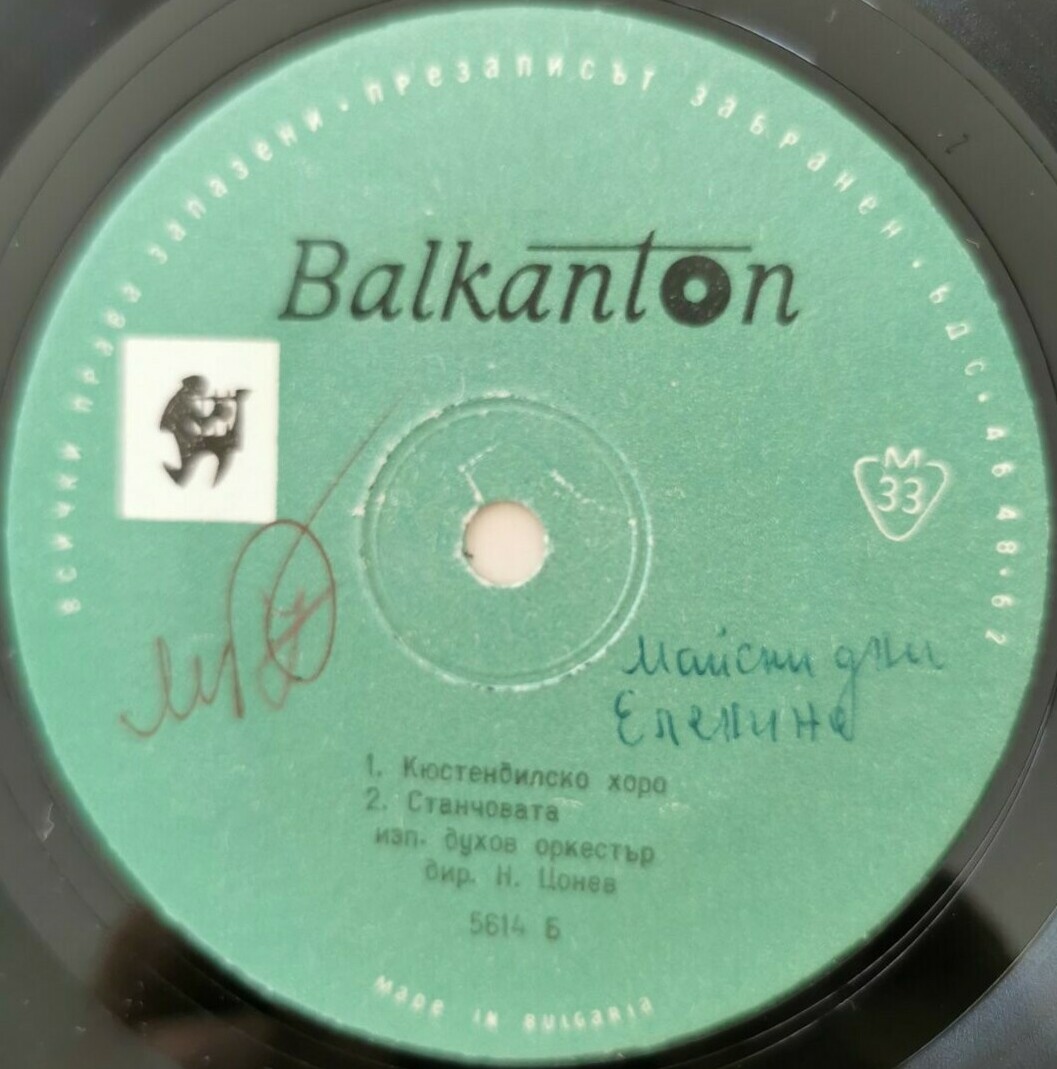 всички права запазени · презаписът забранен · БДС · 4648·62
Balkanton
М
33
Майски дни
1. Кюстендилско хоро
2. Станчовата
изп. духов оркестър
дир. Н. Цонев
5614 Б
made in bulgaria